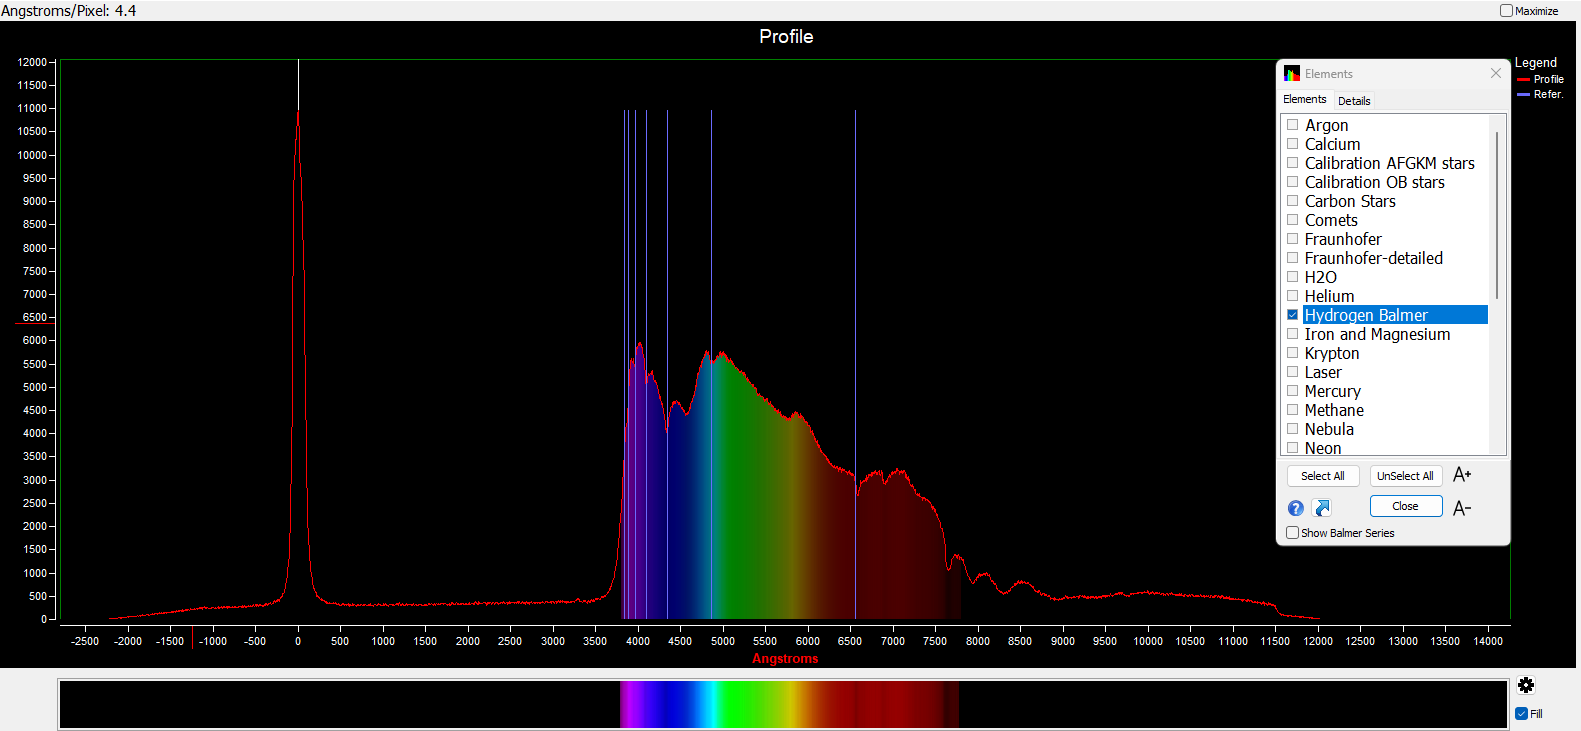 Angstroms/Pixel: 4.4
Maximize
Profile
Legend
Profile
Refer.
12000
11500
11000
10500
10000
9500
9000
8500
8000
7500
7000
6500
6000
5500
5000
4500
4000
3500
3000
2500
2000
1500
1000
500
0
-2500 -2000 -1500 -1000 -500 0 500 1000 1500 2000 2500 3000 3500 4000 4500 5000 5500 6000 6500 7000 7500 8000 8500 9000 9500 10000 10500 11000 11500 12000 12500 13000 13500 14000
Angstroms
Elements
Elements Details
Argon
Calcium
Calibration AFGKM stars
Calibration OB stars
Carbon Stars
Comets
Fraunhofer
Fraunhofer-detailed
H2O
Helium
Hydrogen Balmer
Iron and Magnesium
Krypton
Laser
Mercury
Methane
Nebula
Neon
Select All UnSelect All A+
? Close A-
Show Balmer Series
Fill